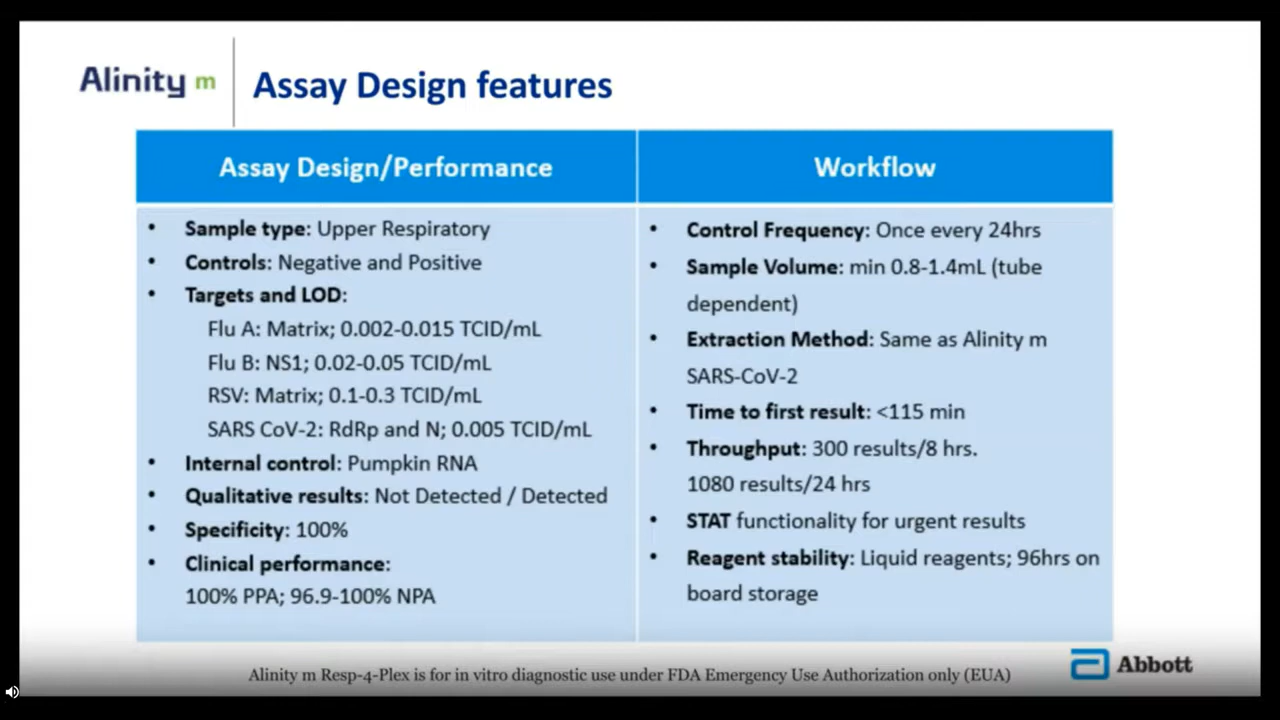 Alinity m
Assay Design features
Assay Design/Performance
• Sample type: Upper Respiratory
• Controls: Negative and Positive
• Targets and LOD:
Flu A: Matrix; 0.002-0.015 TCID/mL
Flu B: NS1; 0.02-0.05 TCID/mL
RSV: Matrix; 0.1-0.3 TCID/mL
SARS CoV-2: RdRp and N; 0.005 TCID/mL
• Internal control: Pumpkin RNA
• Qualitative results: Not Detected / Detected
• Specificity: 100%
• Clinical performance:
100% PPA; 96.9-100% NPA
Workflow
• Control Frequency: Once every 24hrs
• Sample Volume: min 0.8-1.4mL (tube
dependent)
• Extraction Method: Same as Alinity m
SARS-CoV-2
• Time to first result: <115 min
• Throughput: 300 results/8 hrs.
1080 results/24 hrs
• STAT functionality for urgent results
• Reagent stability: Liquid reagents; 96hrs on
board storage
Alinity m Resp-4-Plex is for in vitro diagnostic use under FDA Emergency Use Authorization only (EUA)
Abbott